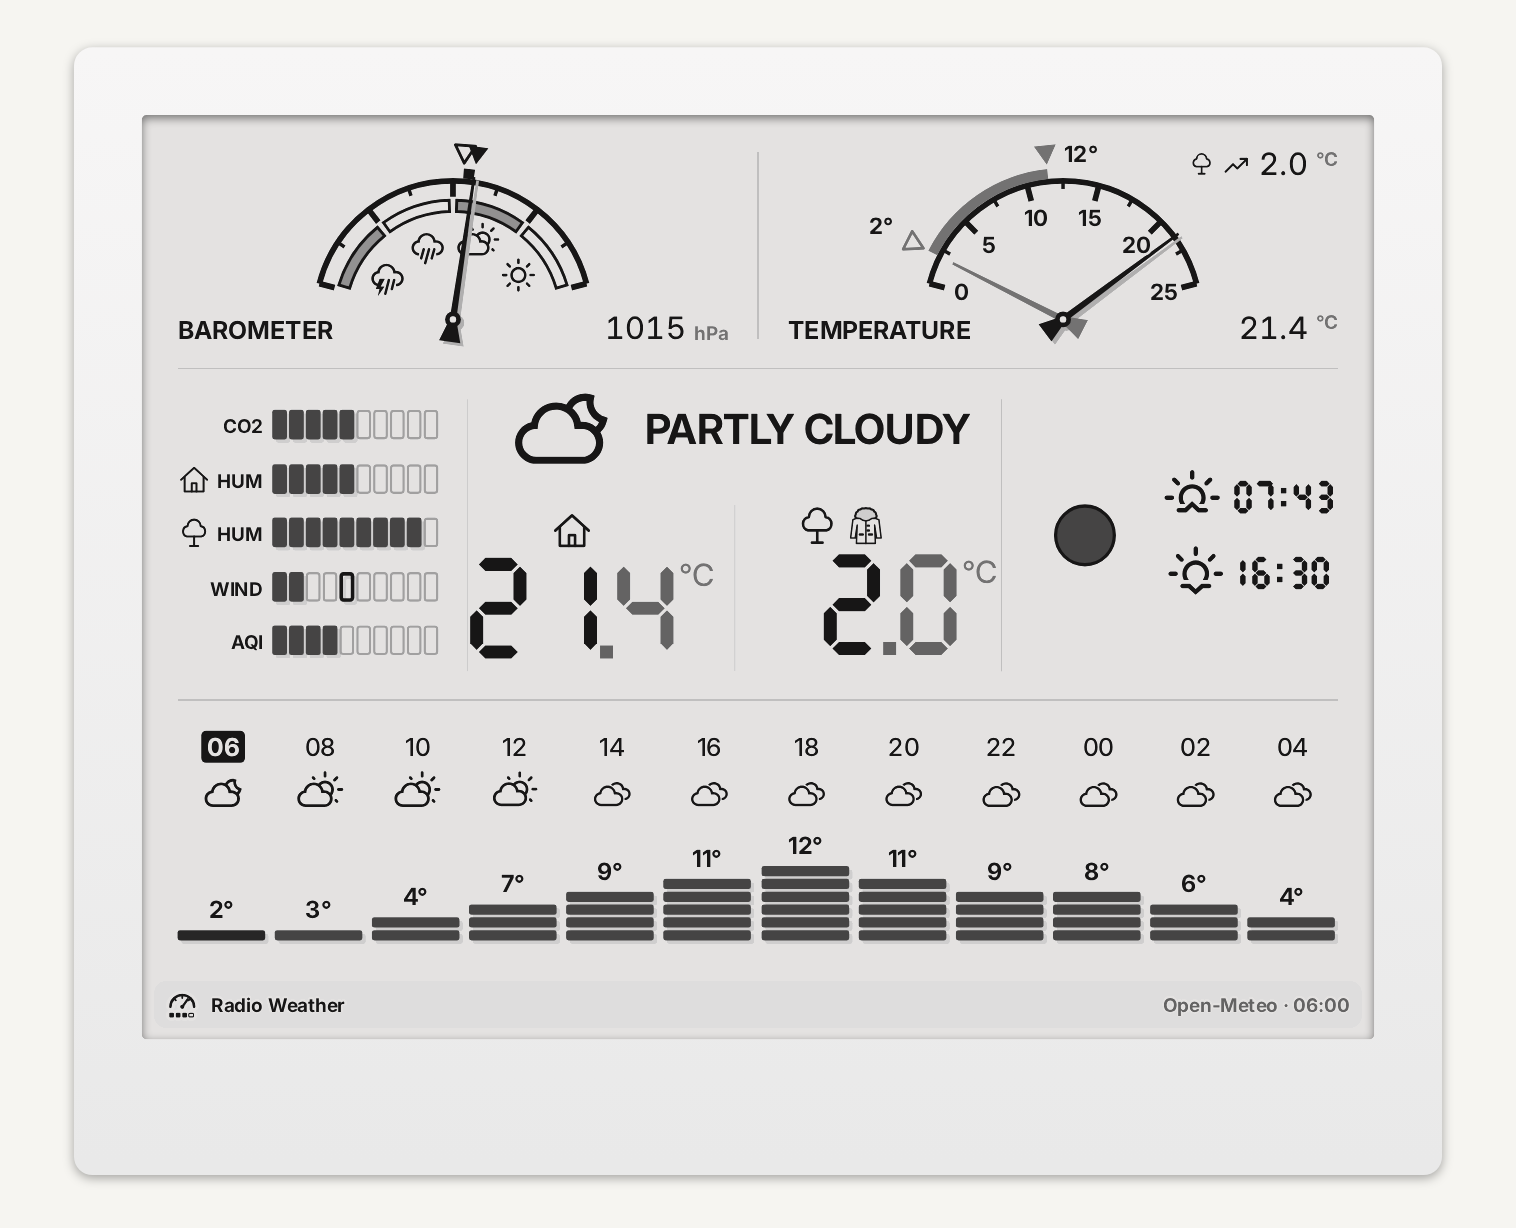 12°
2.0 °C
2°
10 15
5 20
0 25
BAROMETER 1015 hPa TEMPERATURE 21.4 °C
PARTLY CLOUDY
CO2
HUM
HUM
WIND
AQI
21.4 °C
2.0 °C
07:43
16:30
06 08 10 12 14 16 18 20 22 00 02 04
2° 3° 4° 7° 9° 11° 12° 11° 9° 8° 6° 4°
Radio Weather Open-Meteo · 06:00